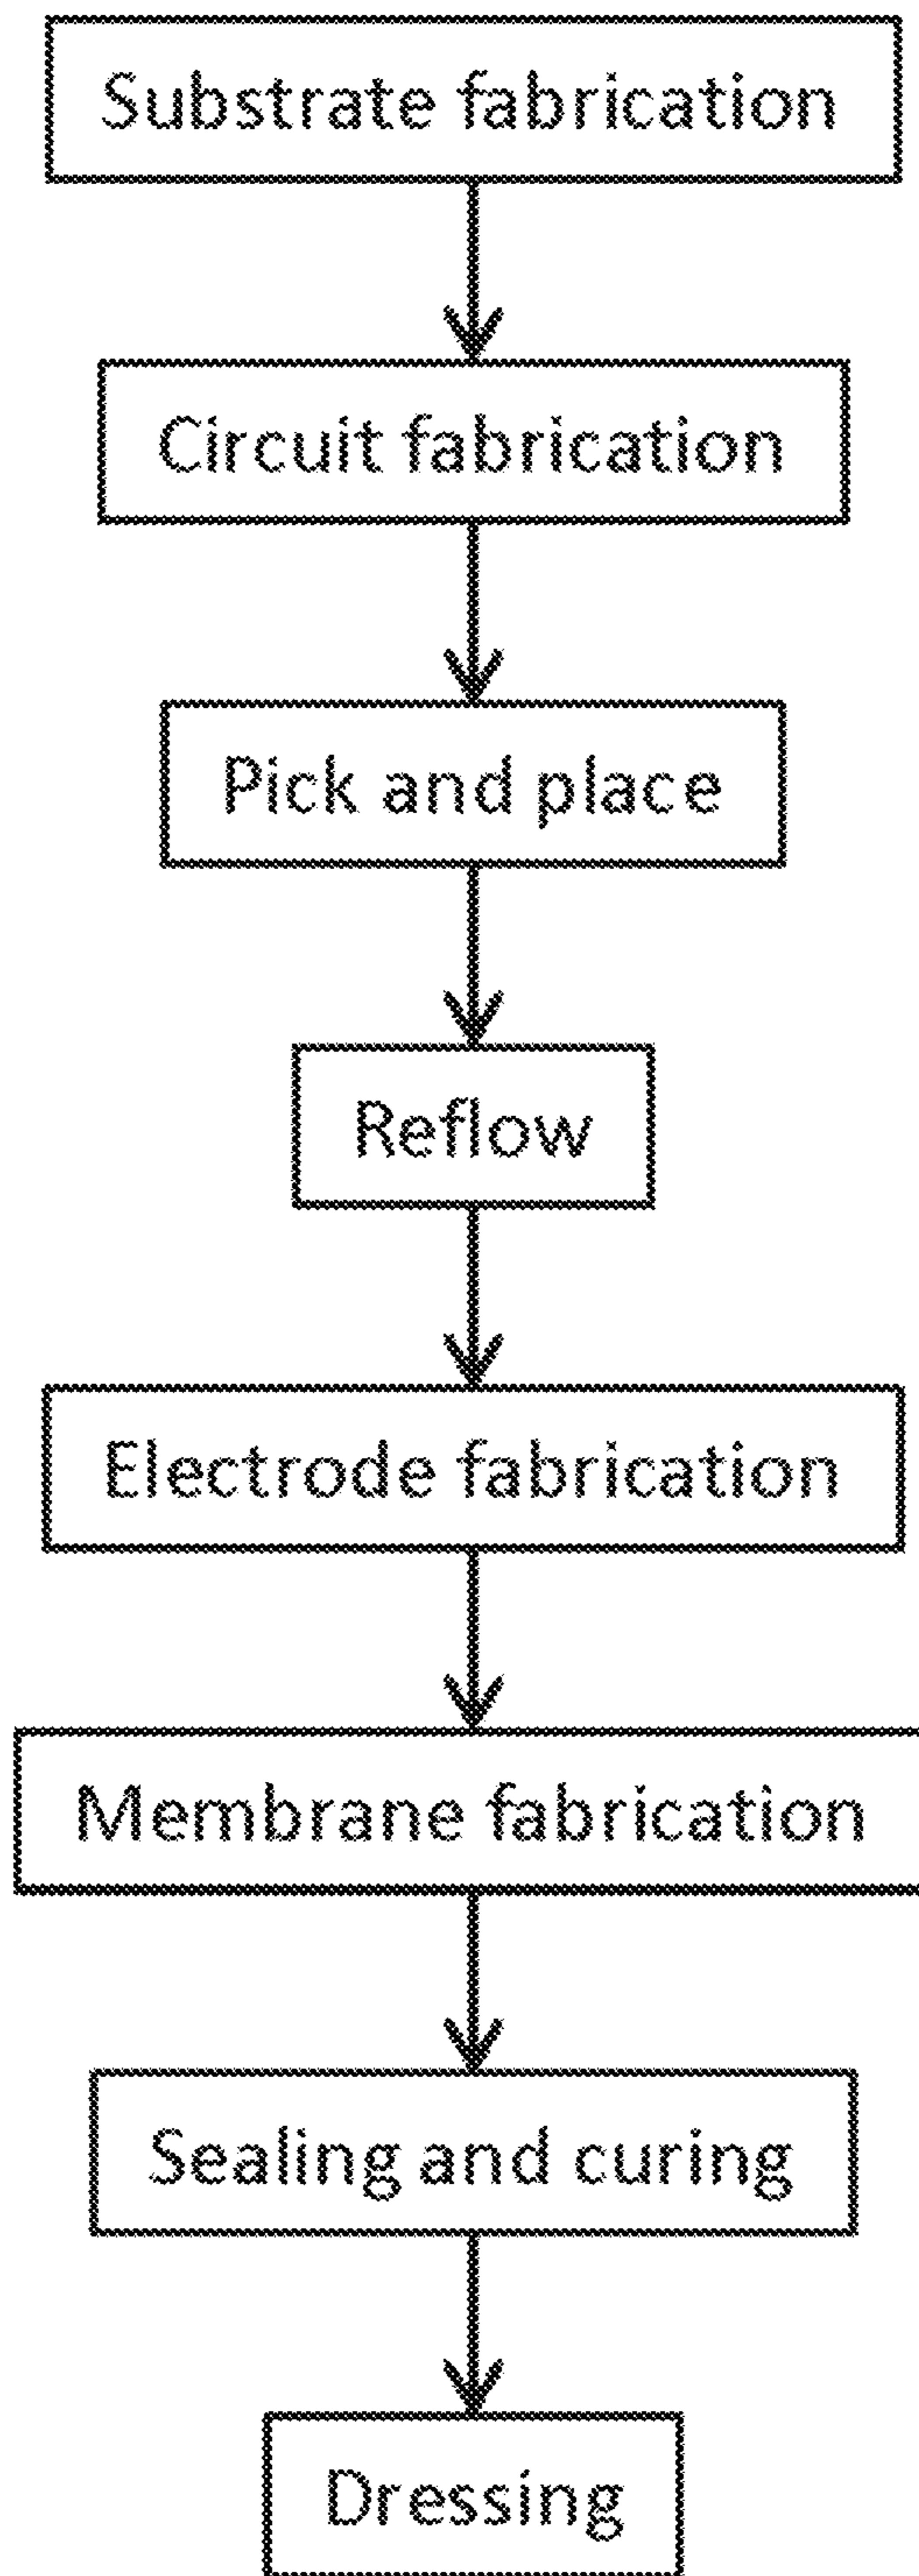 Substrate fabrication
Circuit fabrication
Pick and place
Reflow
Electrode fabrication
Membrane fabrication
Sealing and curing
Dressing